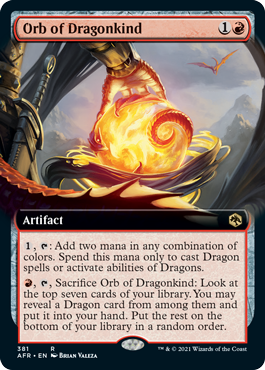 Orb of Dragonkind 1
Artifact
1, : Add two mana in any combination of
colors. Spend this mana only to cast Dragon
spells or activate abilities of Dragons.
, , Sacrifice Orb of Dragonkind: Look at
the top seven cards of your library. You may
reveal a Dragon card from among them and
put it into your hand. Put the rest on the
bottom of your library in a random order.
381 R
AFR • EN BRIAN VALEZA
™ & © 2021 Wizards of the Coast